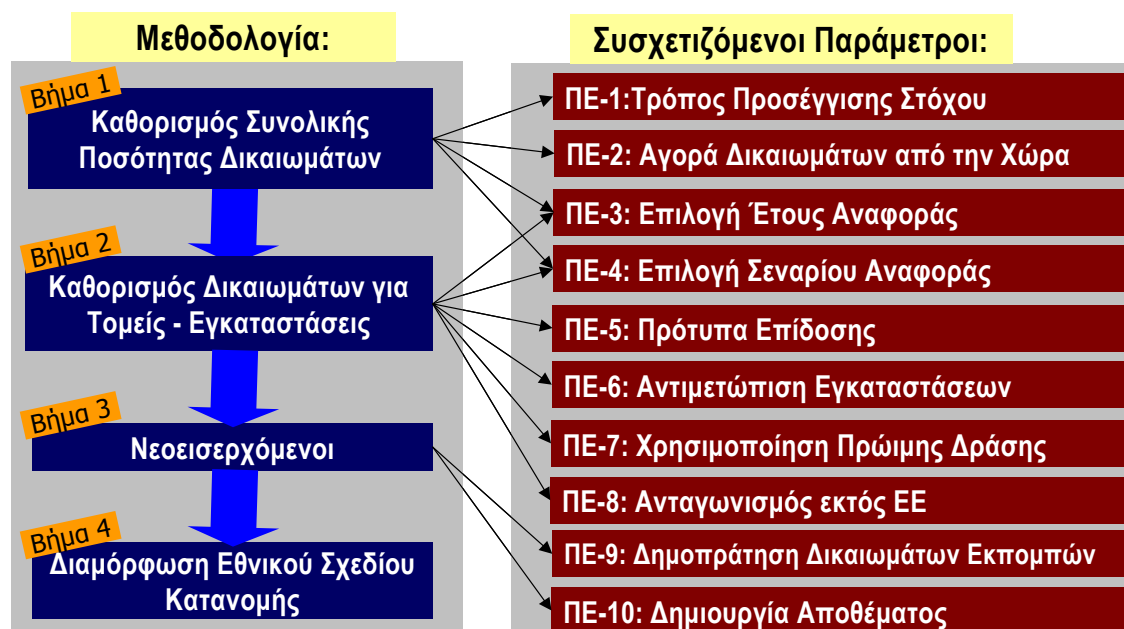 Μεθοδολογία:
Βήμα 1
Καθορισμός Συνολικής
Ποσότητας Δικαιωμάτων
Βήμα 2
Καθορισμός Δικαιωμάτων για
Τομείς - Εγκαταστάσεις
Βήμα 3
Νεοεισερχόμενοι
Βήμα 4
Διαμόρφωση Εθνικού Σχεδίου
Κατανομής
Συσχετιζόμενοι Παράμετροι:
ΠΕ-1:Τρόπος Προσέγγισης Στόχου
ΠΕ-2: Αγορά Δικαιωμάτων από την Χώρα
ΠΕ-3: Επιλογή Έτους Αναφοράς
ΠΕ-4: Επιλογή Σεναρίου Αναφοράς
ΠΕ-5: Πρότυπα Επίδοσης
ΠΕ-6: Αντιμετώπιση Εγκαταστάσεων
ΠΕ-7: Χρησιμοποίηση Πρώιμης Δράσης
ΠΕ-8: Ανταγωνισμός εκτός ΕΕ
ΠΕ-9: Δημοπράτηση Δικαιωμάτων Εκπομπών
ΠΕ-10: Δημιουργία Αποθέματος